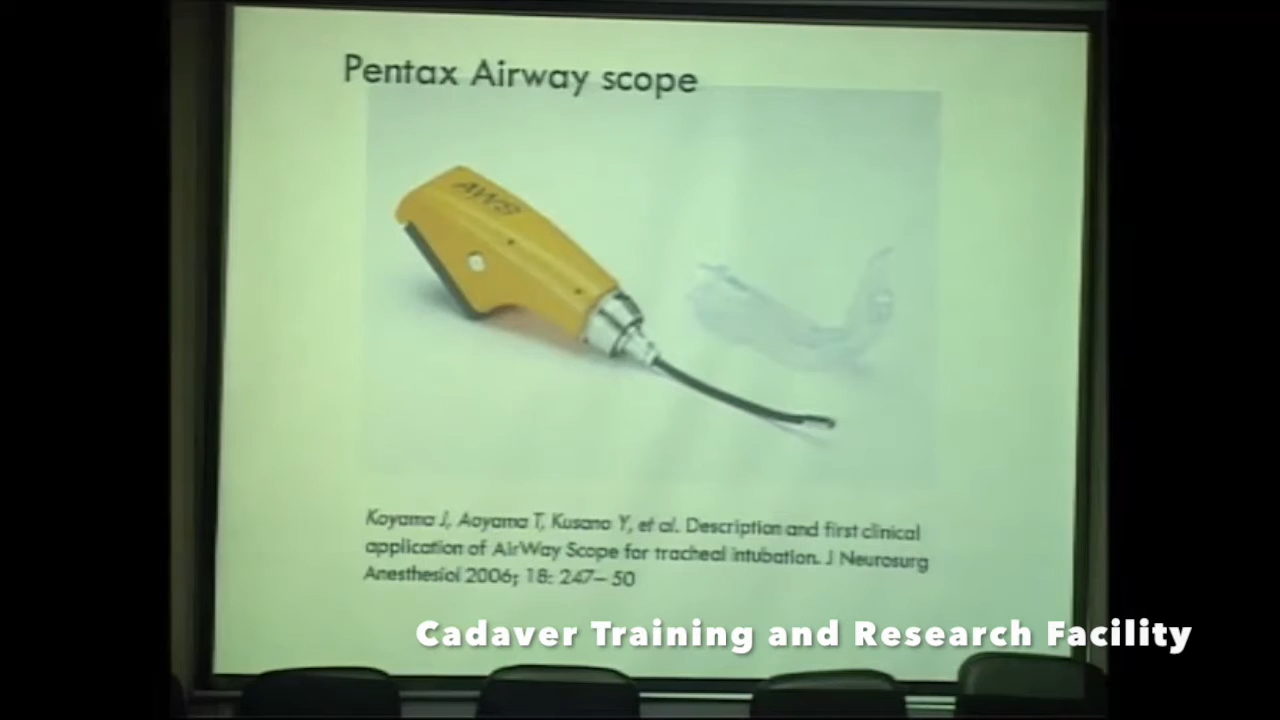 Pentax Airway scope
AWS
Koyama J, Aoyama T, Kusano Y, et al. Description and first clinical
application of AirWay Scope for tracheal intubation. J Neurosurg
Anesthesiol 2006; 18: 247– 50
Cadaver Training and Research Facility